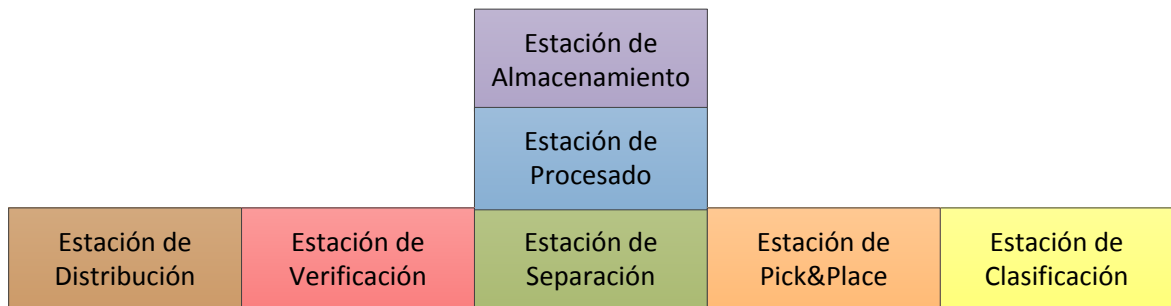 Estación de
Almacenamiento
Estación de
Procesado
Estación de
Distribución
Estación de
Verificación
Estación de
Separación
Estación de
Pick&Place
Estación de
Clasificación